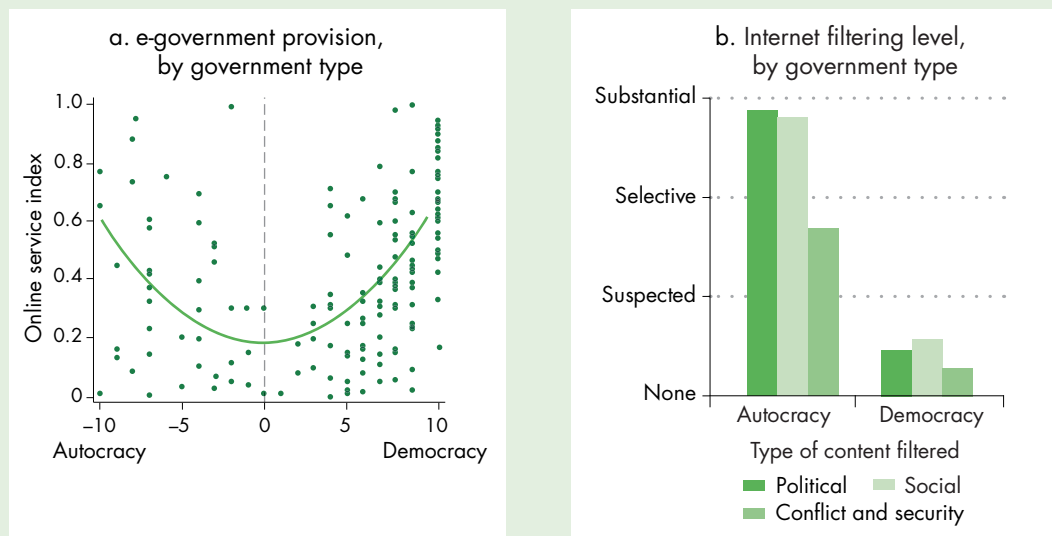 a. e-government provision,
by government type
Online service index
1.0
0.8
0.6
0.4
0.2
0
–10
–5
0
5
10
Autocracy
Democracy
b. Internet filtering level,
by government type
Substantial
Selective
Suspected
None
Autocracy
Democracy
Type of content filtered
Political
Social
Conflict and security